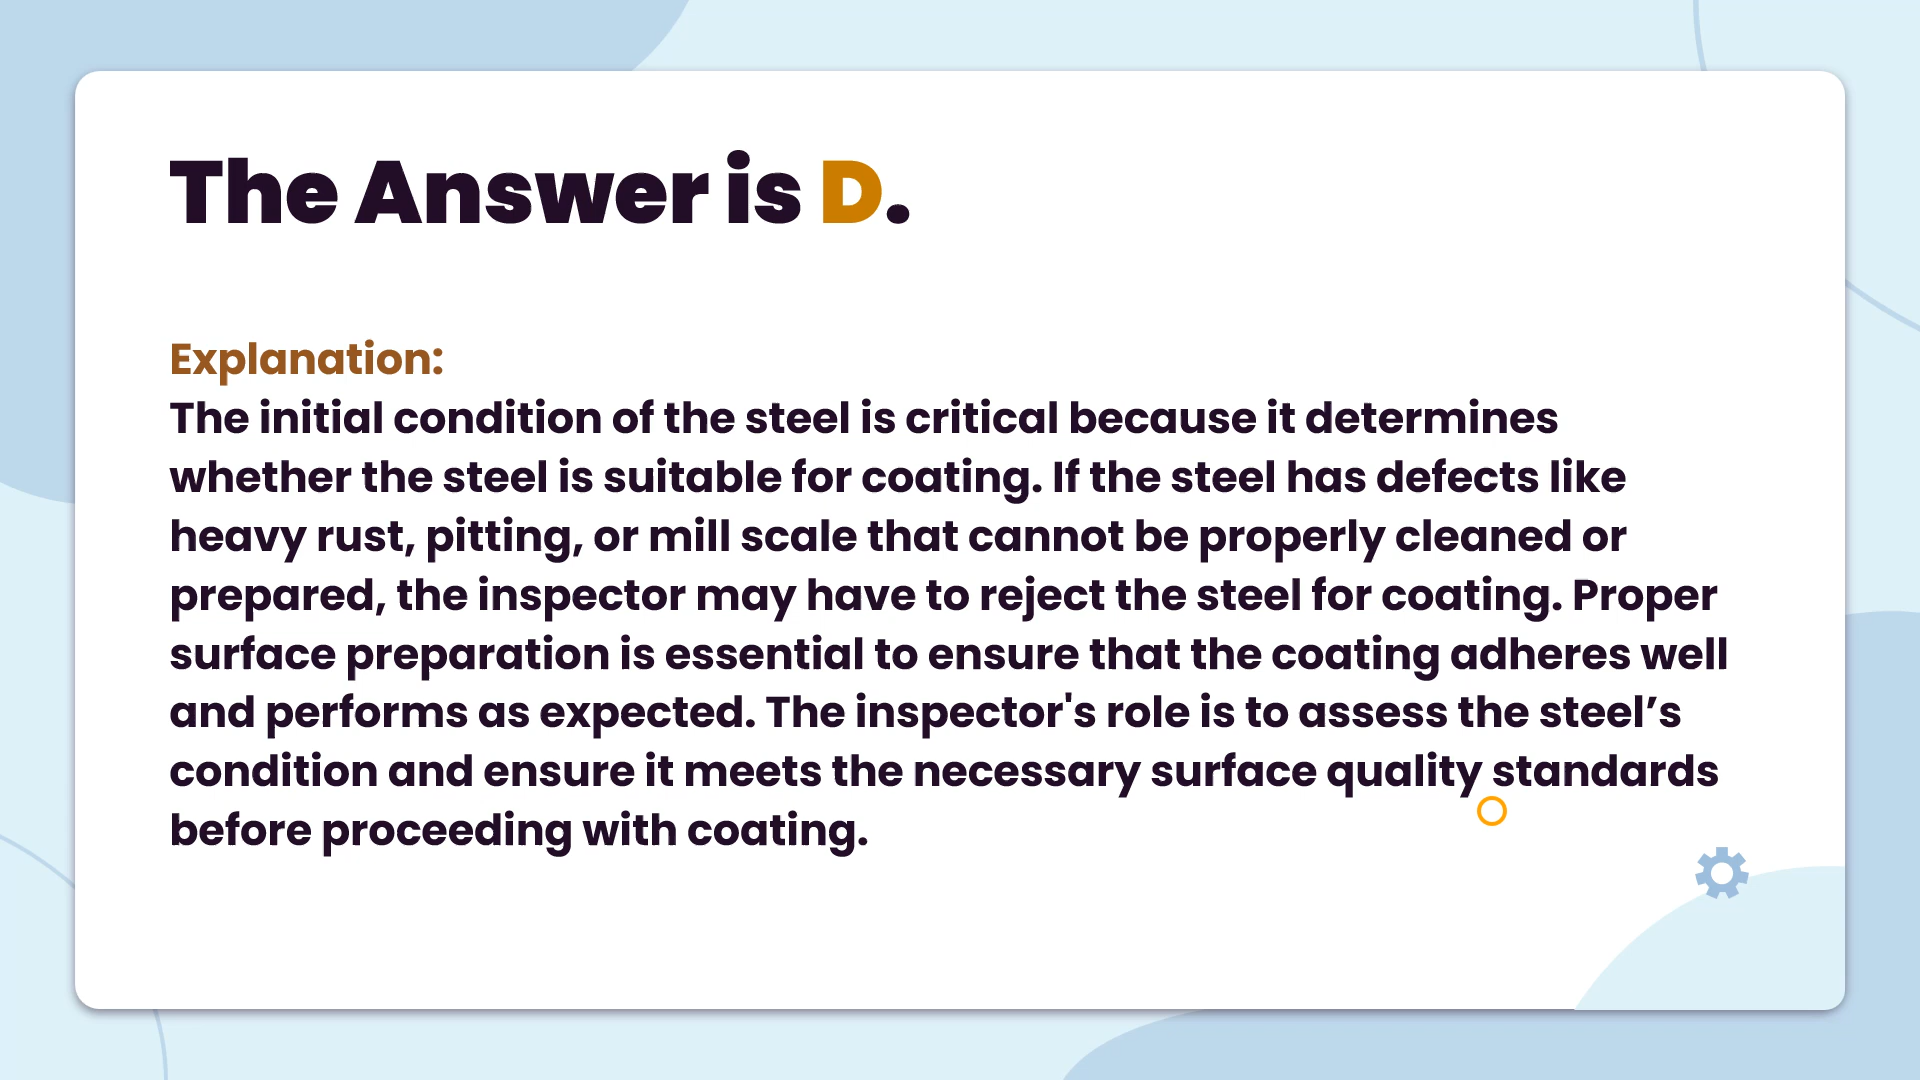 The Answer is D.
Explanation:
The initial condition of the steel is critical because it determines
whether the steel is suitable for coating. If the steel has defects like
heavy rust, pitting, or mill scale that cannot be properly cleaned or
prepared, the inspector may have to reject the steel for coating. Proper
surface preparation is essential to ensure that the coating adheres well
and performs as expected. The inspector's role is to assess the steel’s
condition and ensure it meets the necessary surface quality standards
before proceeding with coating.